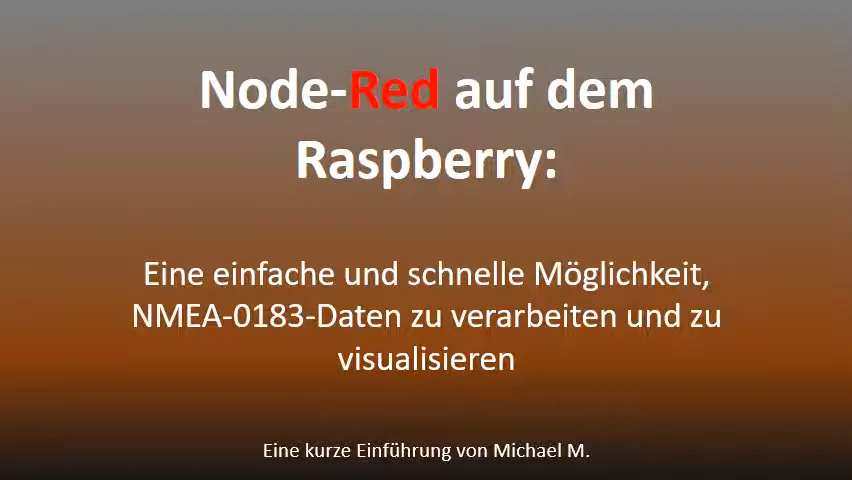 Node-Red auf dem
Raspberry:
Eine einfache und schnelle Möglichkeit,
NMEA-0183-Daten zu verarbeiten und zu
visualisieren
Eine kurze Einführung von Michael M.